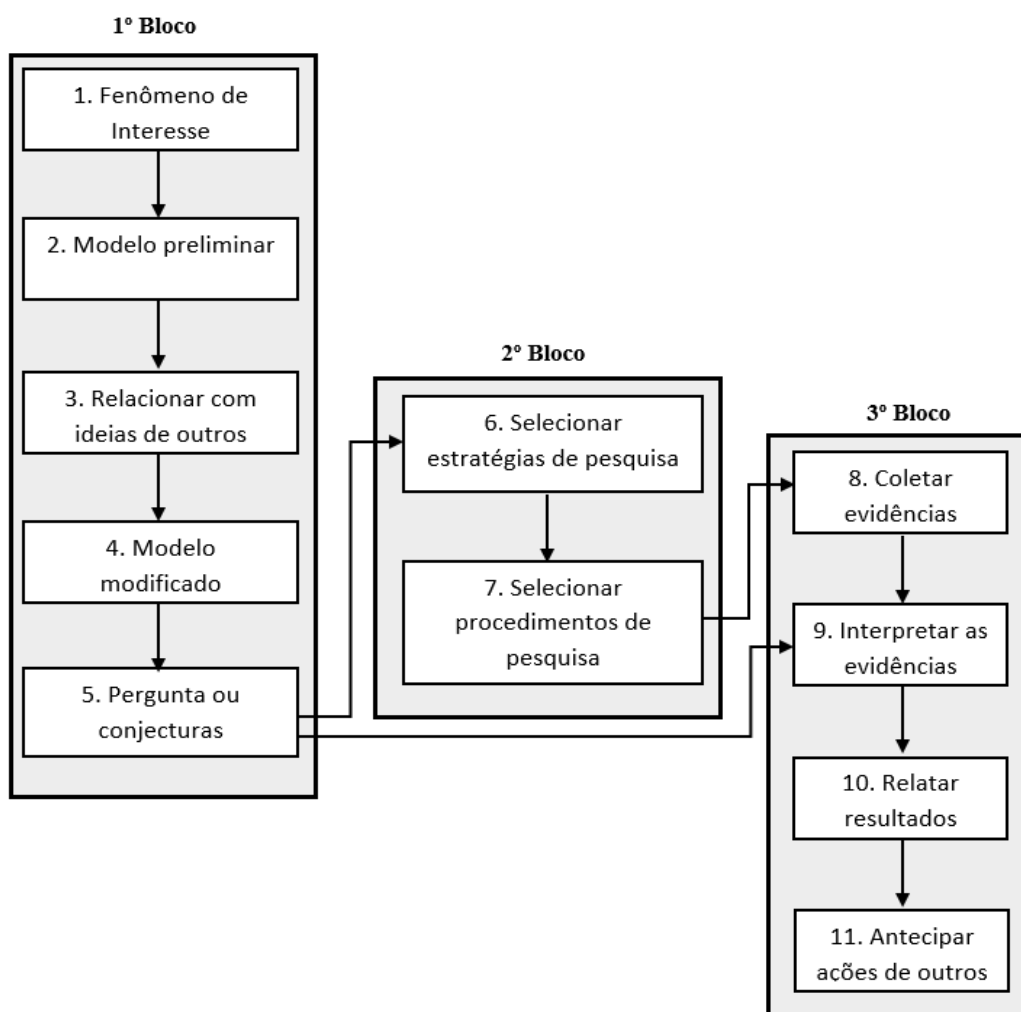 1º Bloco
1. Fenômeno de
Interesse
2. Modelo preliminar
3. Relacionar com
ideias de outros
4. Modelo
modificado
5. Pergunta ou
conjecturas
2º Bloco
6. Selecionar
estratégias de pesquisa
7. Selecionar
procedimentos de
pesquisa
3º Bloco
8. Coletar
evidências
9. Interpretar as
evidências
10. Relatar
resultados
11. Antecipar
ações de outros